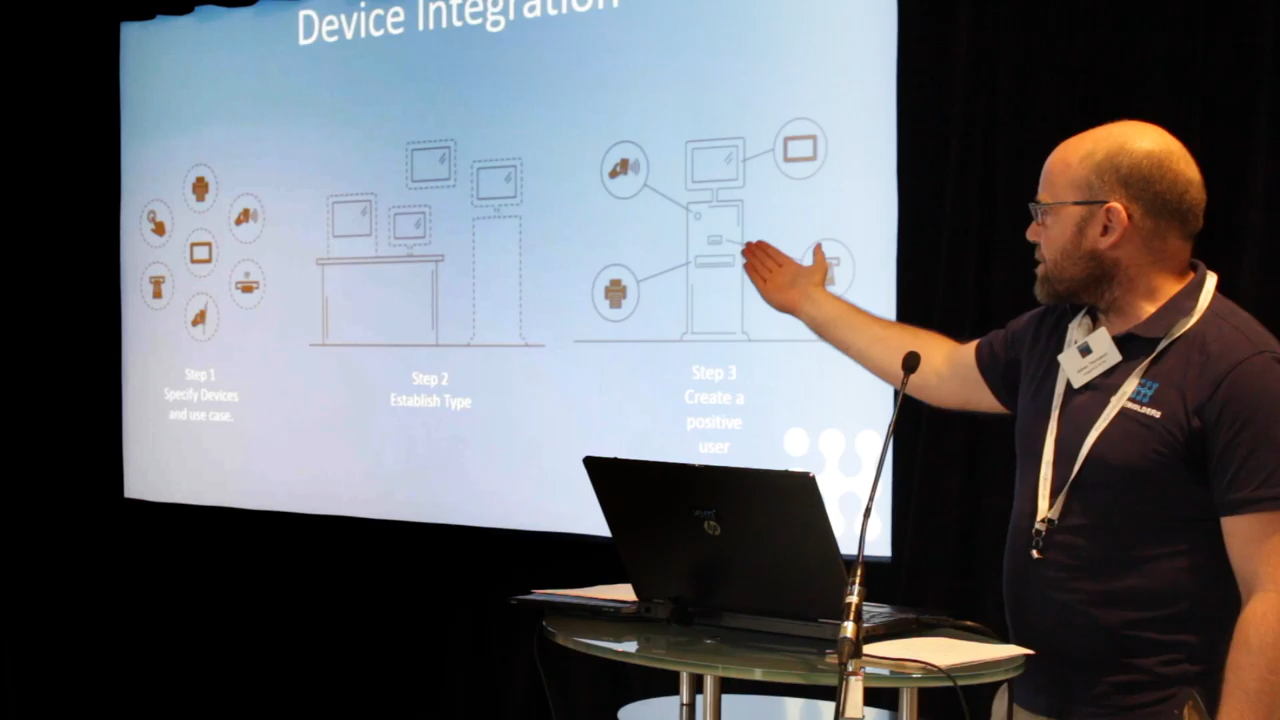 Device Integration
Step 1
Specify Devices
and use case.
Step 2
Establish Type
Step 3
Create a
positive
user
hp